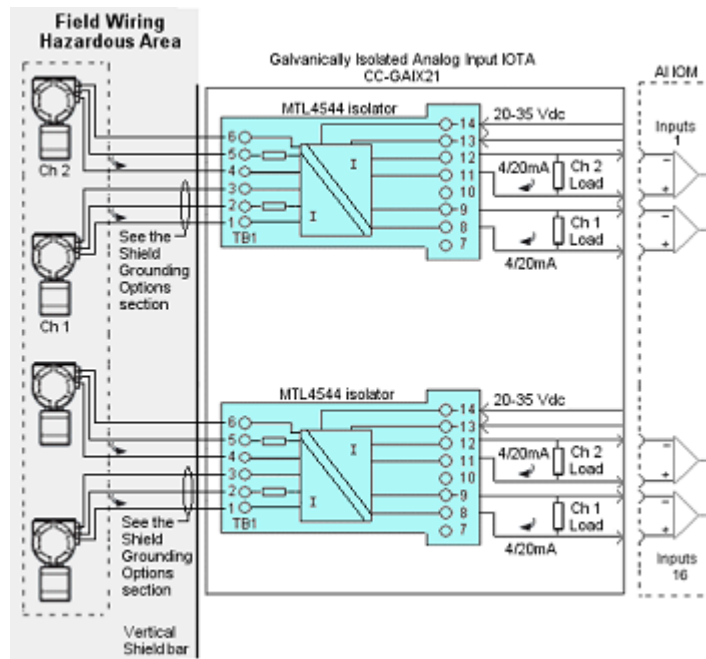 Field Wiring
Hazardous Area
Galvanically Isolated Analog Input IOTA
CC-GAIX21
AI IOM
MTL4544 isolator
20-35 Vdc
Inputs
1
6
5
4
3
2
1
TB1
I
I
14
13
12
11
10
9
8
7
4/20mA
Ch 2
Load
Ch 1
Load
4/20mA
-
+
-
+
Ch 2
Ch 1
See the
Shield
Grounding
Options
section
MTL4544 isolator
20-35 Vdc
6
5
4
3
2
1
TB1
I
I
14
13
12
11
10
9
8
7
4/20mA
Ch 2
Load
Ch 1
Load
4/20mA
-
+
-
+
Inputs
16
See the
Shield
Grounding
Options
section
Vertical
Shield bar